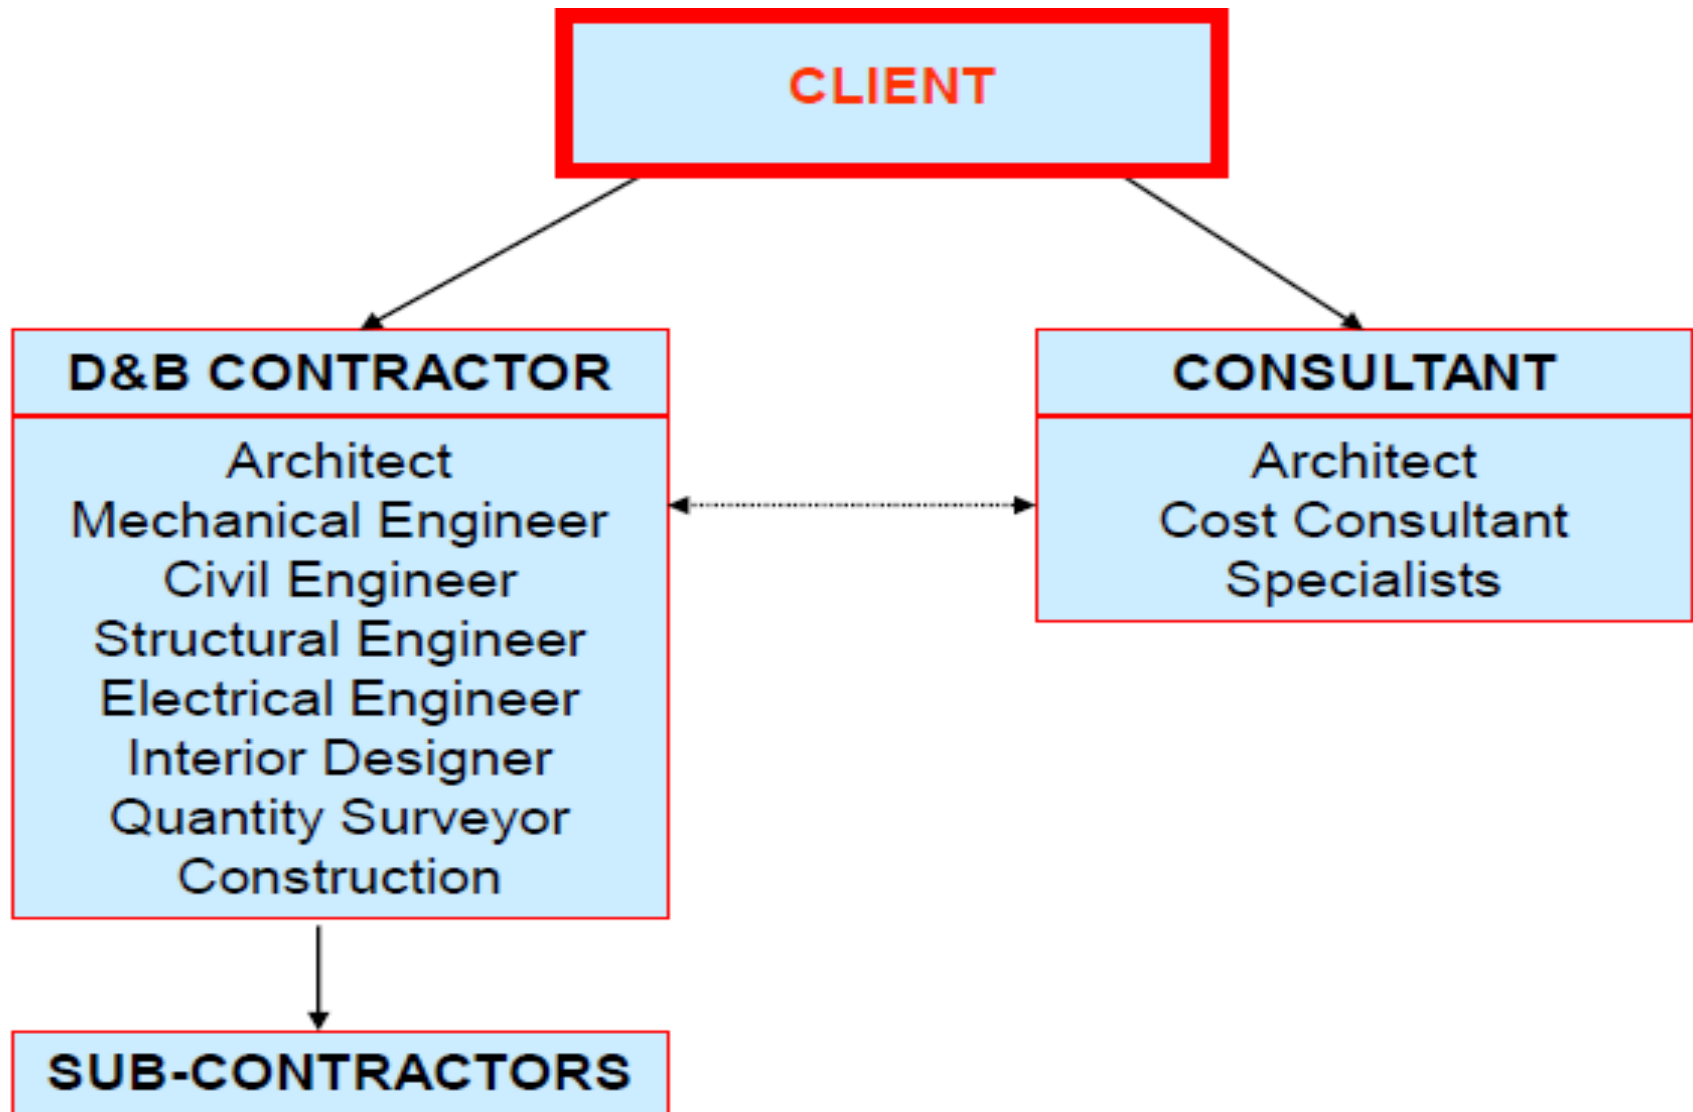 CLIENT
D&B CONTRACTOR
Architect
Mechanical Engineer
Civil Engineer
Structural Engineer
Electrical Engineer
Interior Designer
Quantity Surveyor
Construction
CONSULTANT
Architect
Cost Consultant
Specialists
SUB-CONTRACTORS